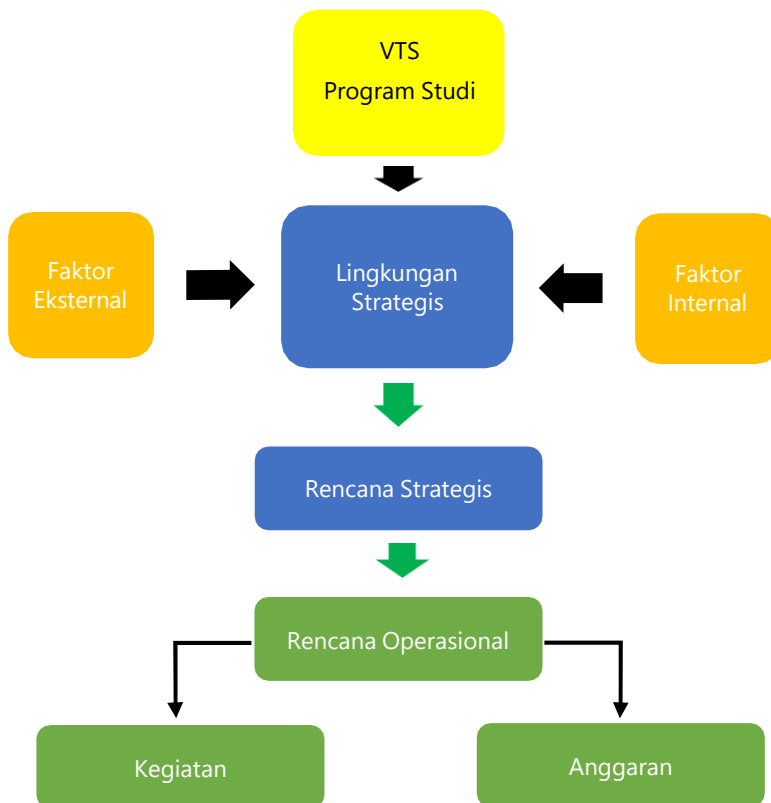 VTS
Program Studi
Faktor
Eksternal
Lingkungan
Strategis
Faktor
Internal
Rencana Strategis
Rencana Operasional
Kegiatan
Anggaran